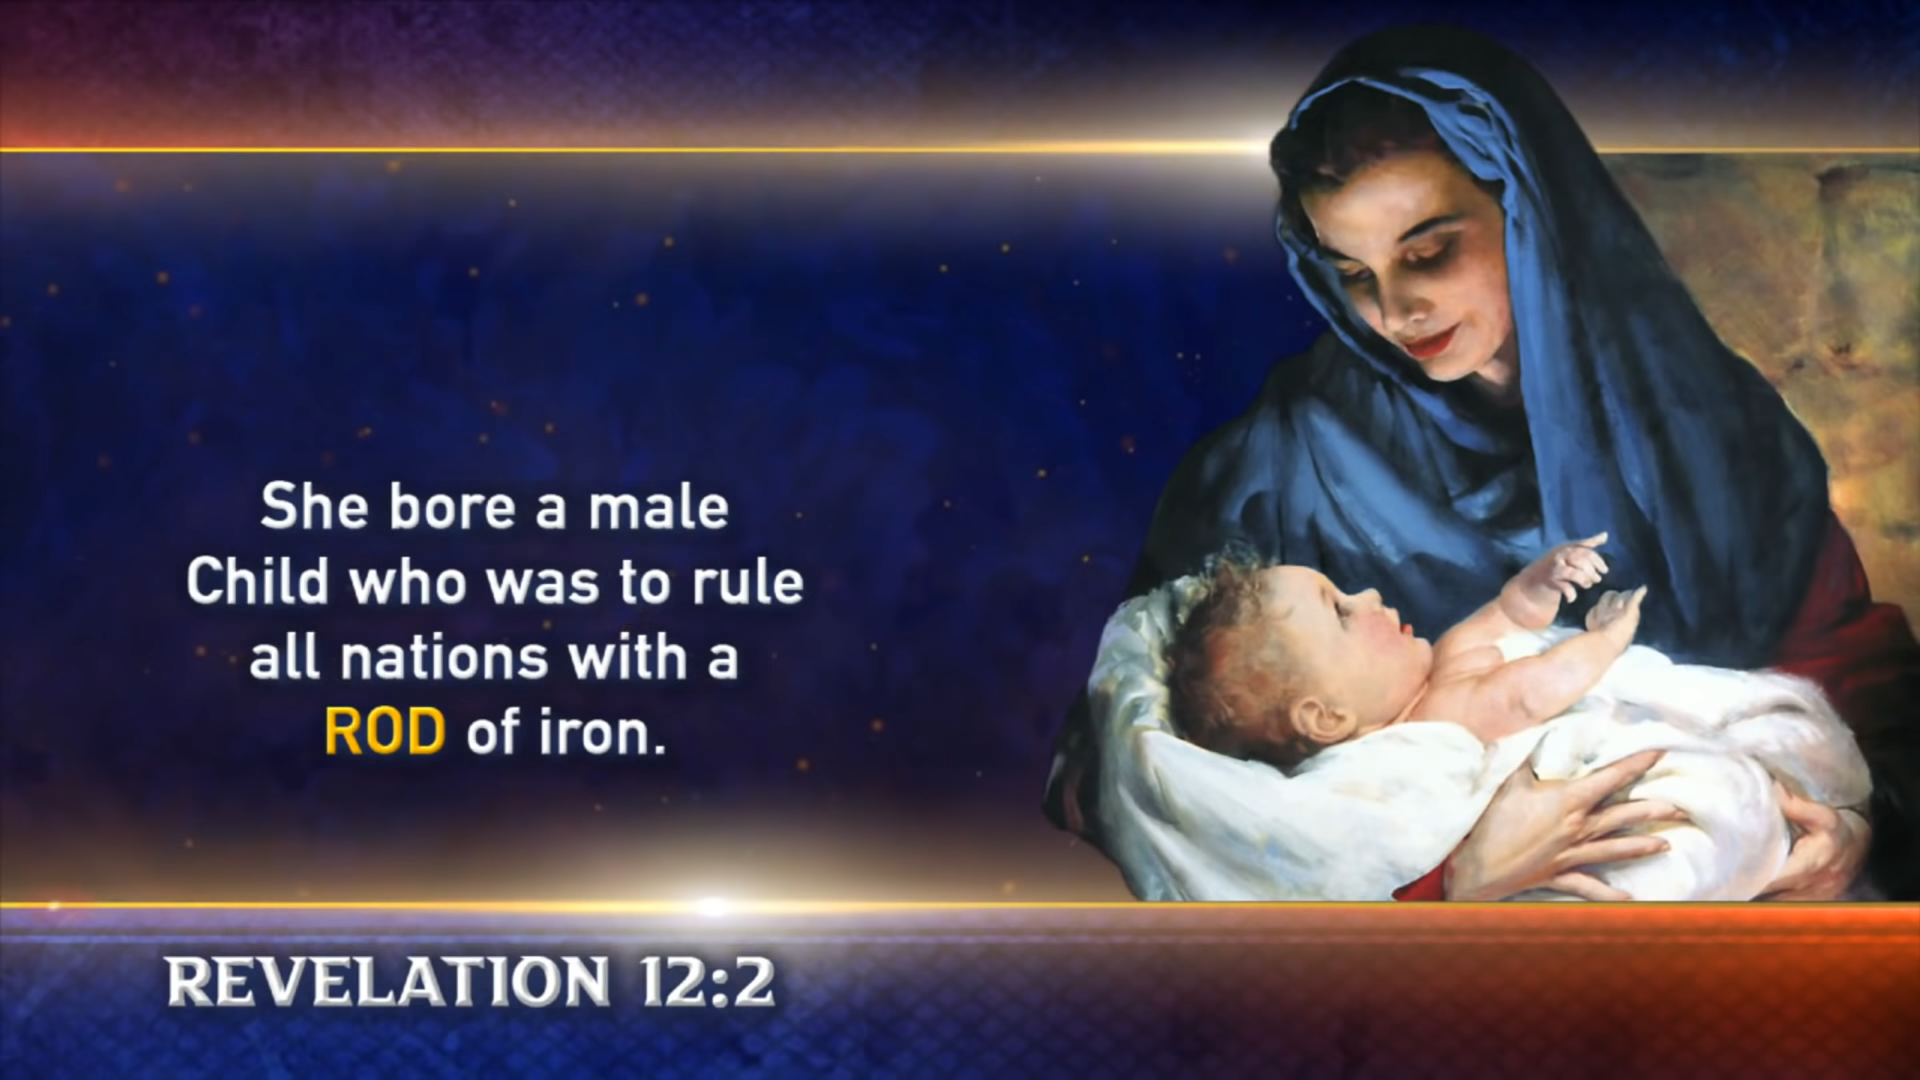 She bore a male
Child who was to rule
all nations with a
ROD of iron.
REVELATION 12:2